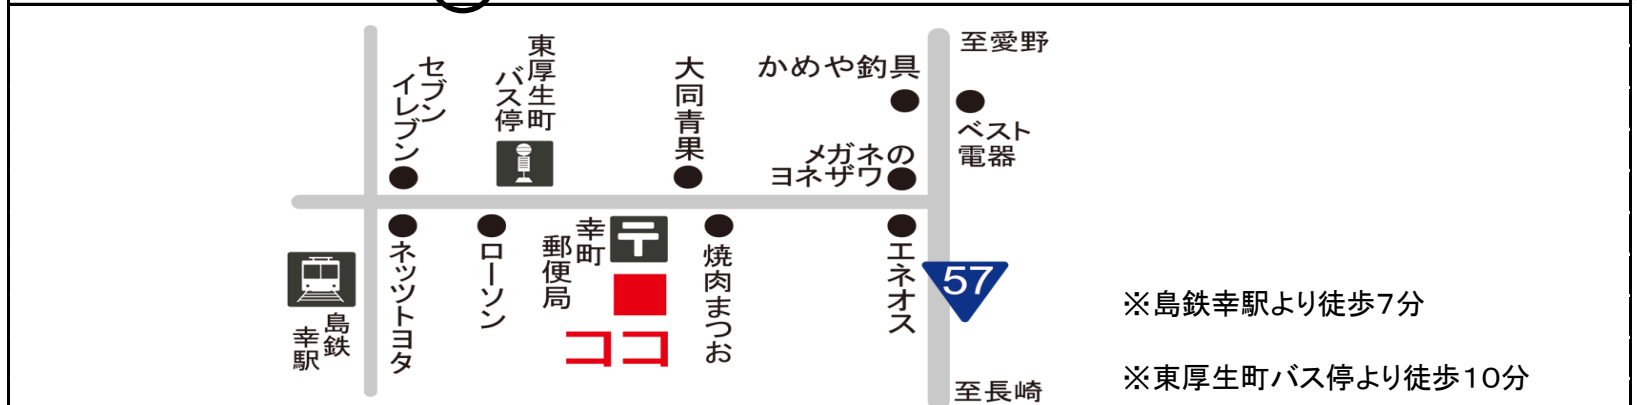 至愛野
かめや釣具
ベスト
電器
メガネの
ヨネザワ
大同青果
東厚生町
バス停
セブン
イレブン
ネッツトヨタ
ローソン
幸町
郵便局
焼肉まつお
エネオス
57
島鉄
幸駅
ココ
至長崎
※島鉄幸駅より徒歩7分
※東厚生町バス停より徒歩10分